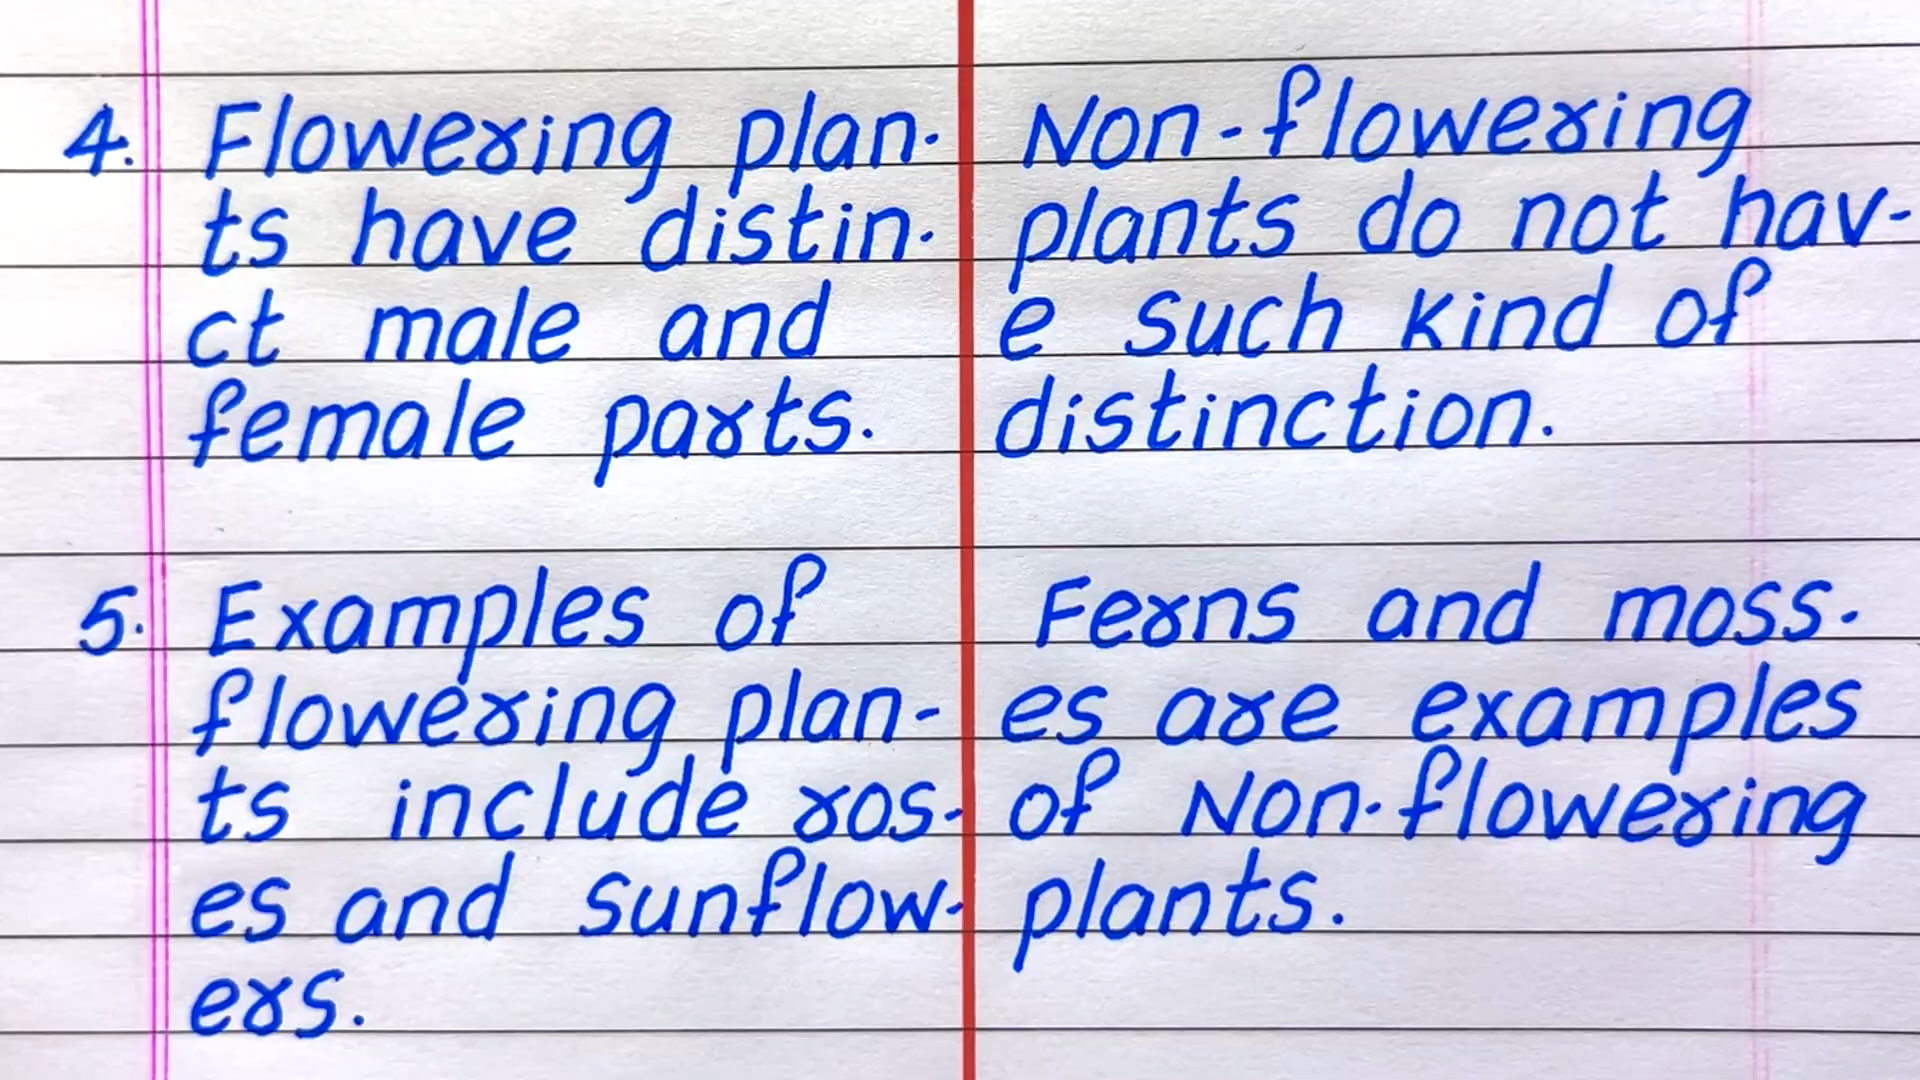 4. Flowering plan-
ts have distin-
ct male and
female parts.
Non-flowering
plants do not hav-
e such kind of
distinction.
5. Examples of
flowering plan-
ts include ros-
es and sunflow-
ers.
Ferns and moss-
es are examples
of Non-flowering
plants.